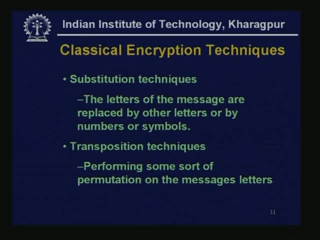 Indian Institute of Technology, Kharagpur
Classical Encryption Techniques
• Substitution techniques
–The letters of the message are
replaced by other letters or by
numbers or symbols.
• Transposition techniques
–Performing some sort of
permutation on the messages letters
11